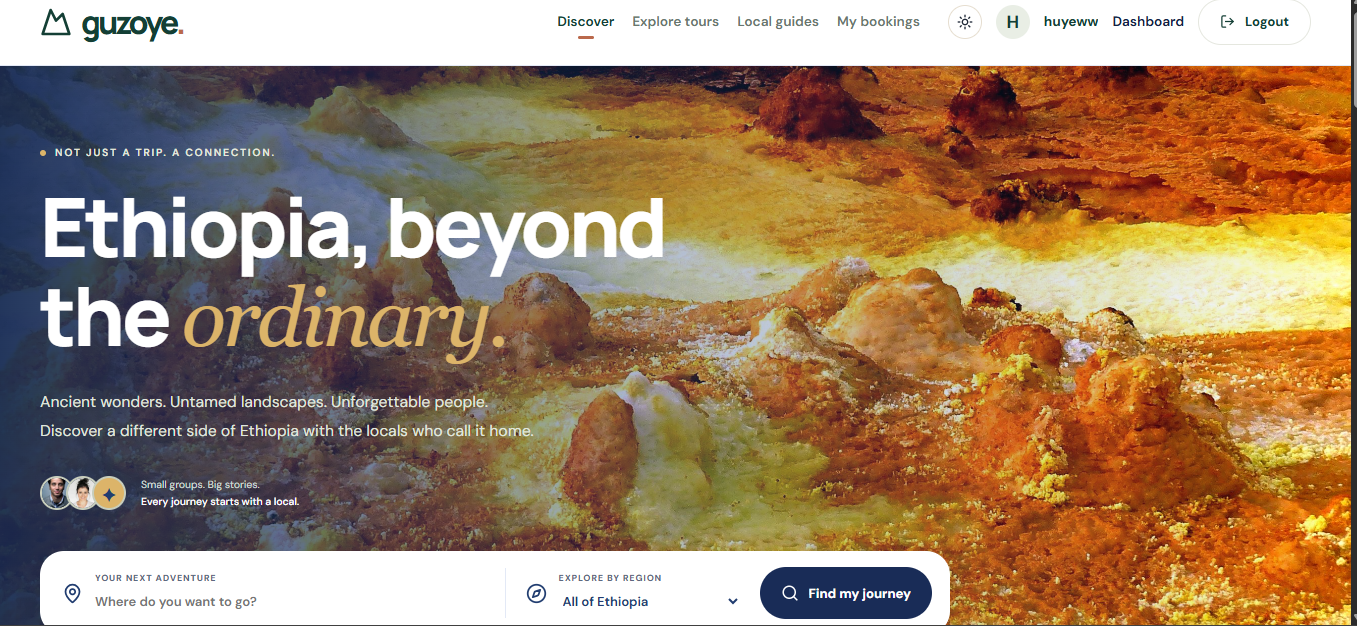 guzoye.
Discover
Explore tours
Local guides
My bookings
H
huyeww
Dashboard
Logout
NOT JUST A TRIP. A CONNECTION.
Ethiopia, beyond
the ordinary.
Ancient wonders. Untamed landscapes. Unforgettable people.
Discover a different side of Ethiopia with the locals who call it home.
Small groups. Big stories.
Every journey starts with a local.
YOUR NEXT ADVENTURE
Where do you want to go?
EXPLORE BY REGION
All of Ethiopia
Find my journey